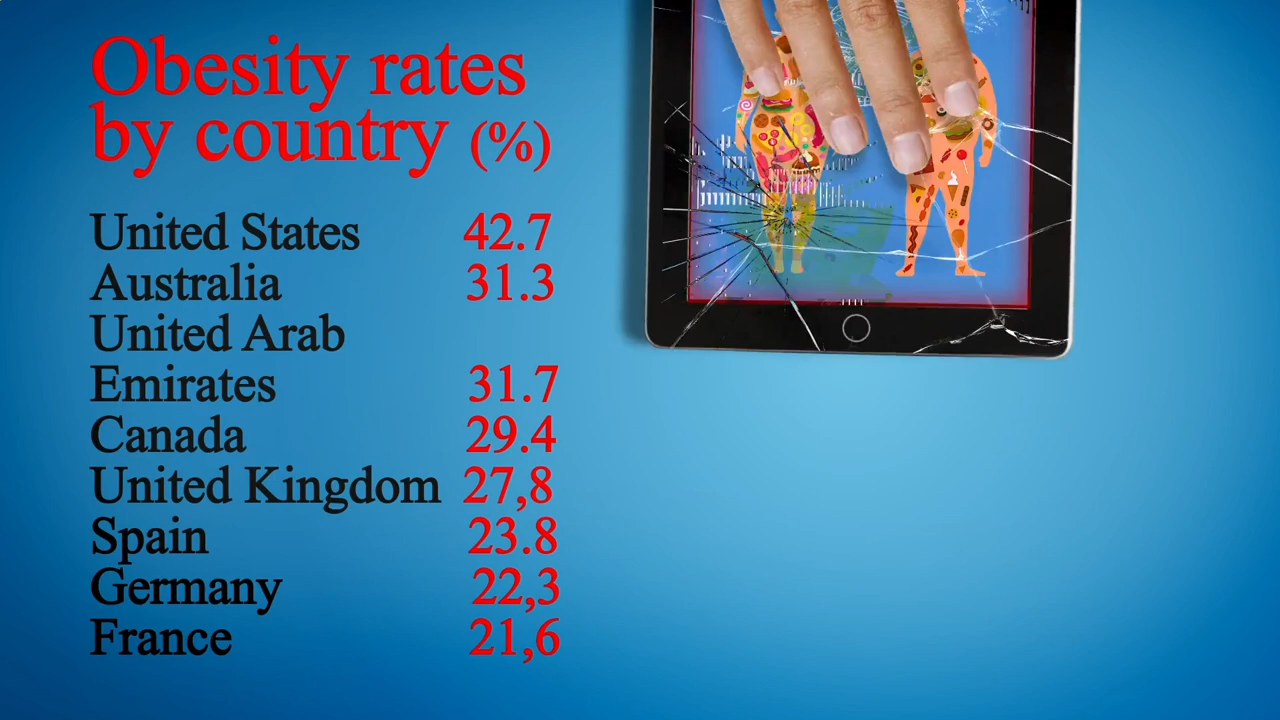 Obesity rates
by country (%)
United States 42.7
Australia 31.3
United Arab
Emirates 31.7
Canada 29.4
United Kingdom 27,8
Spain 23.8
Germany 22,3
France 21,6